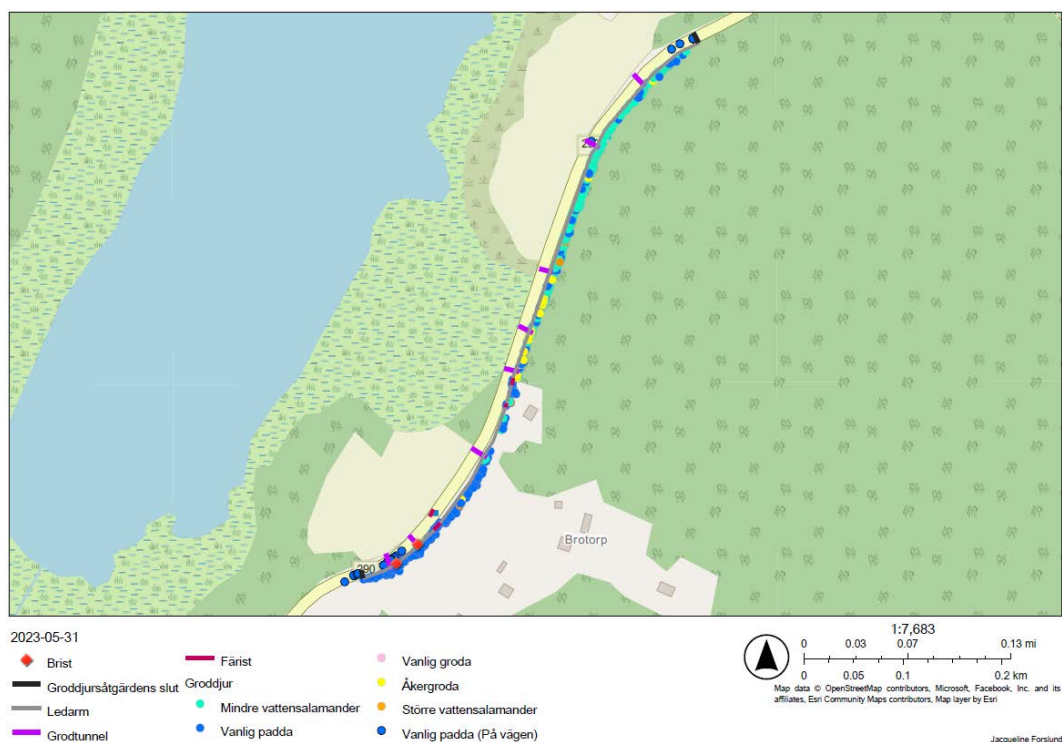 290
Brotorp
2023-05-31
Brist
Groddjursåtgärdens slut
Ledarm
Grodtunnel
Färist
Groddjur
Mindre vattensalamander
Vanlig padda
Vanlig groda
Åkergroda
Större vattensalamander
Vanlig padda (På vägen)
1:7,683
0 0.03 0.07 0.13 mi
0 0.05 0.1 0.2 km
Map data © OpenStreetMap contributors, Microsoft, Facebook, Inc. and its
affiliates, Esri Community Maps contributors, Map layer by Esri
Jacqueline Forslund